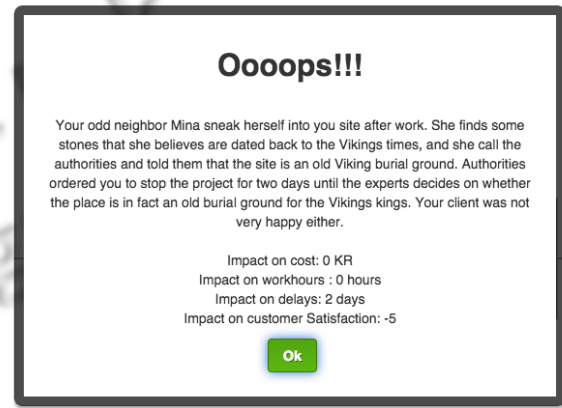 Oooops!!!
Your odd neighbor Mina sneak herself into you site after work. She finds some
stones that she believes are dated back to the Vikings times, and she call the
authorities and told them that the site is an old Viking burial ground. Authorities
ordered you to stop the project for two days until the experts decides on whether
the place is in fact an old burial ground for the Vikings kings. Your client was not
very happy either.
Impact on cost: 0 KR
Impact on workhours : 0 hours
Impact on delays: 2 days
Impact on customer Satisfaction: -5
Ok